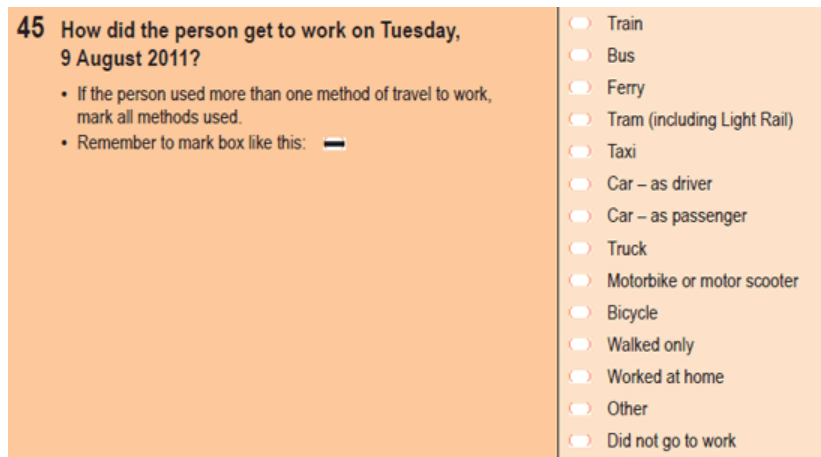 45 How did the person get to work on Tuesday,
9 August 2011?
• If the person used more than one method of travel to work,
mark all methods used.
• Remember to mark box like this:
Train
Bus
Ferry
Tram (including Light Rail)
Taxi
Car – as driver
Car – as passenger
Truck
Motorbike or motor scooter
Bicycle
Walked only
Worked at home
Other
Did not go to work